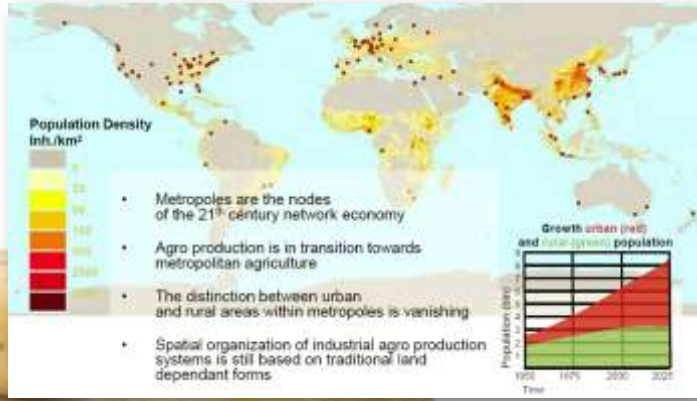 Population Density
Inh./km²
• Metropoles are the nodes
of the 21th century network economy
• Agro production is in transition towards
metropolitan agriculture
• The distinction between urban
and rural areas within metropoles is vanishing
• Spatial organization of industrial agro production
systems is still based on traditional land
dependant forms
Growth urban (red)
and rural (green) population
Population (bln)
1950 1975 2000 2025
Time